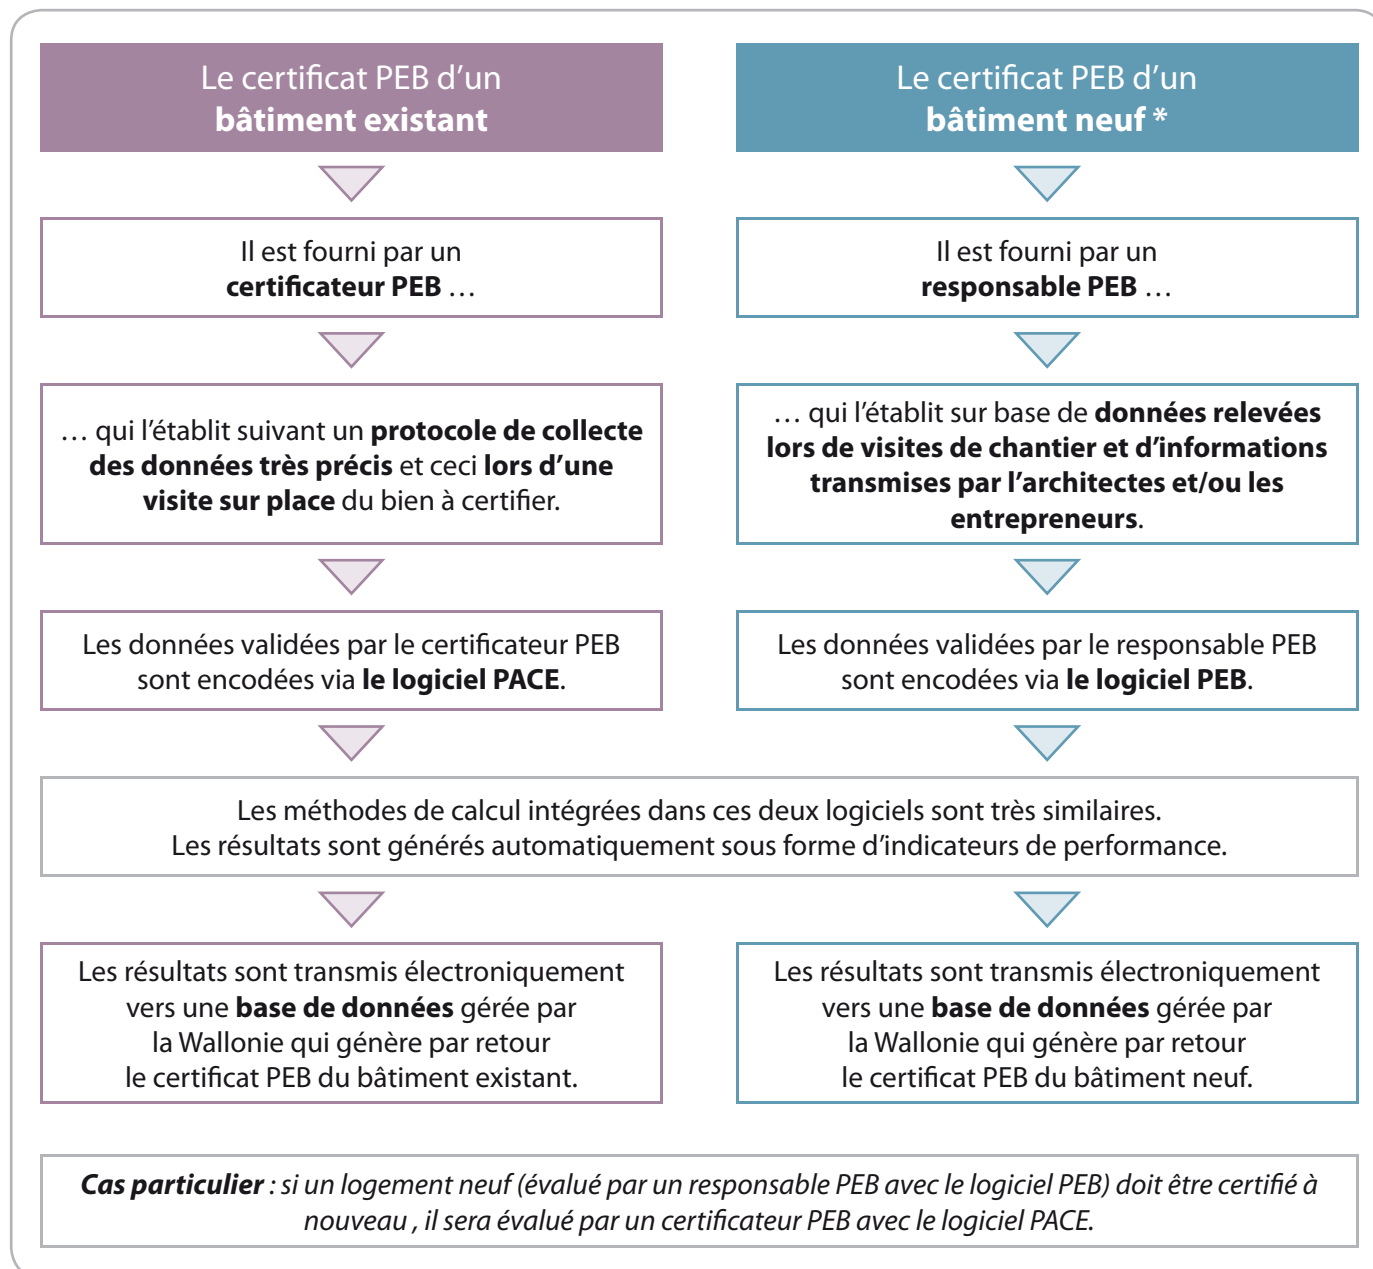 Le certificat PEB d’un
bâtiment existant
Il est fourni par un
certificateur PEB …
… qui l’établit suivant un protocole de collecte
des données très précis et ceci lors d’une
visite sur place du bien à certifier.
Les données validées par le certificateur PEB
sont encodées via le logiciel PACE.
Le certificat PEB d’un
bâtiment neuf *
Il est fourni par un
responsable PEB …
… qui l’établit sur base de données relevées
lors de visites de chantier et d’informations
transmises par l’architectes et/ou les
entrepreneurs.
Les données validées par le responsable PEB
sont encodées via le logiciel PEB.
Les méthodes de calcul intégrées dans ces deux logiciels sont très similaires.
Les résultats sont générés automatiquement sous forme d’indicateurs de performance.
Les résultats sont transmis électroniquement
vers une base de données gérée par
la Wallonie qui génère par retour
le certificat PEB du bâtiment existant.
Les résultats sont transmis électroniquement
vers une base de données gérée par
la Wallonie qui génère par retour
le certificat PEB du bâtiment neuf.
Cas particulier : si un logement neuf (évalué par un responsable PEB avec le logiciel PEB) doit être certifié à
nouveau , il sera évalué par un certificateur PEB avec le logiciel PACE.